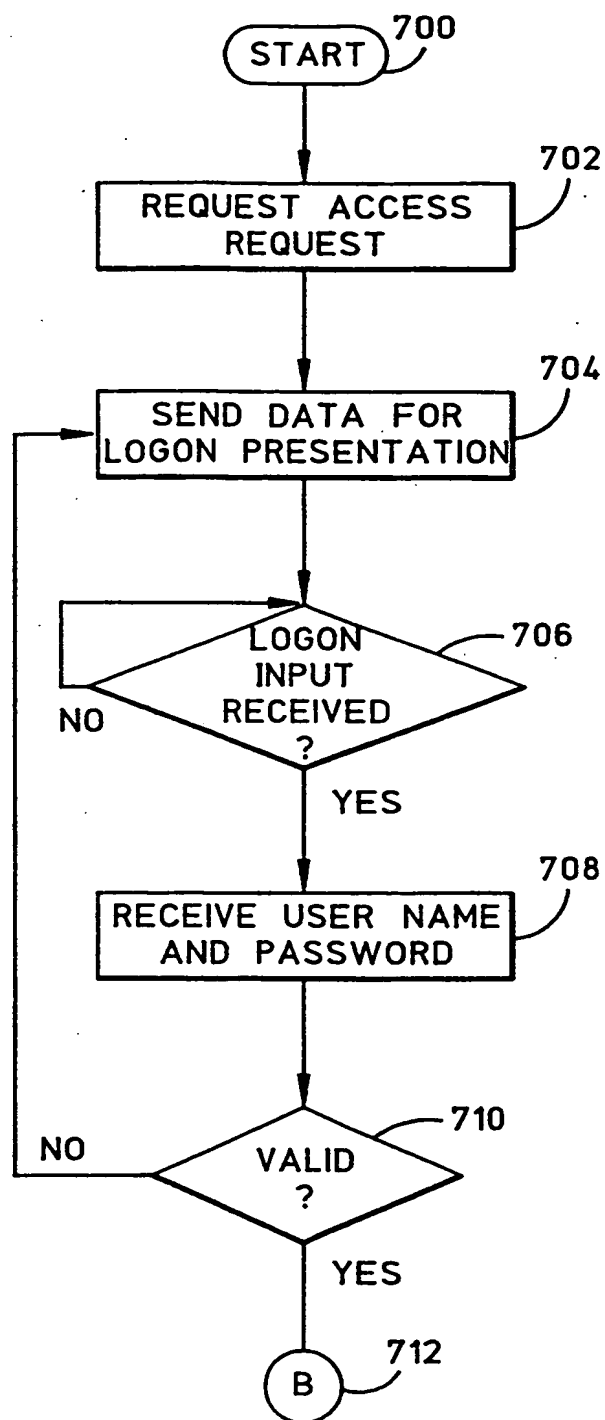 START
700
REQUEST ACCESS
REQUEST
702
SEND DATA FOR
LOGON PRESENTATION
704
LOGON
INPUT
RECEIVED
?
706
NO
YES
RECEIVE USER NAME
AND PASSWORD
708
VALID
?
710
NO
YES
B
712